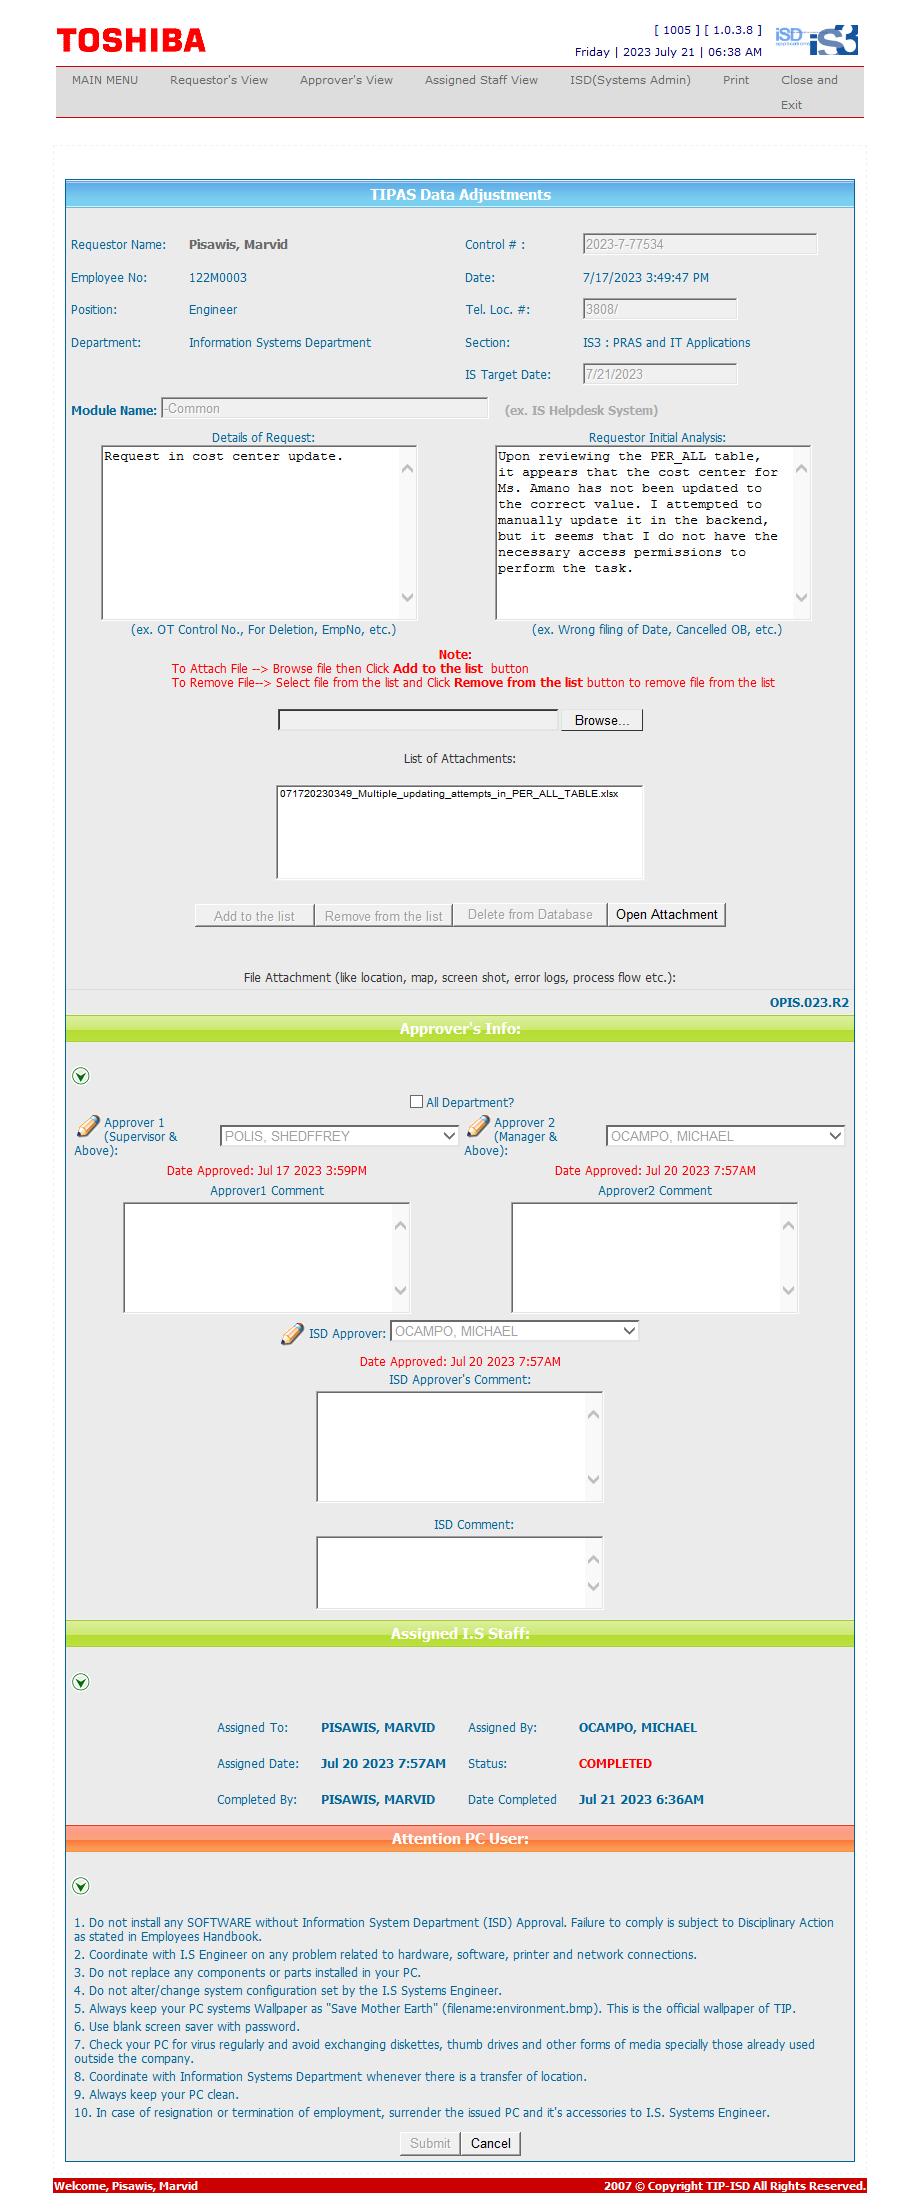 TOSHIBA
[ 1005 ] [ 1.0.3.8 ]
Friday | 2023 July 21 | 06:38 AM
ISD
iS3
MAIN MENU Requestor's View Approver's View Assigned Staff View ISD(Systems Admin) Print Close and
Exit
TIPAS Data Adjustments
Requestor Name: Pisawis, Marvid Control # : 2023-7-77534
Employee No: 122M0003 Date: 7/17/2023 3:49:47 PM
Position: Engineer Tel. Loc. #: 3808/
Department: Information Systems Department Section: IS3 : PRAS and IT Applications
IS Target Date: 7/21/2023
Module Name: -Common (ex. IS Helpdesk System)
Details of Request:
Request in cost center update.
(ex. OT Control No., For Deletion, EmpNo, etc.)
Requestor Initial Analysis:
Upon reviewing the PER_ALL table,
it appears that the cost center for
Ms. Amano has not been updated to
the correct value. I attempted to
manually update it in the backend,
but it seems that I do not have the
necessary access permissions to
perform the task.
(ex. Wrong filing of Date, Cancelled OB, etc.)
Note:
To Attach File --> Browse file then Click Add to the list button
To Remove File--> Select file from the list and Click Remove from the list button to remove file from the list
Browse...
List of Attachments:
071720230349_Multiple_updating_attempts_in_PER_ALL_TABLE.xlsx
Add to the list Remove from the list Delete from Database Open Attachment
File Attachment (like location, map, screen shot, error logs, process flow etc.):
OPIS.023.R2
Approver's Info:
All Department?
Approver 1
(Supervisor &
Above):
POLIS, SHEDFFREY
Approver 2
(Manager &
Above):
OCAMPO, MICHAEL
Date Approved: Jul 17 2023 3:59PM Date Approved: Jul 20 2023 7:57AM
Approver1 Comment Approver2 Comment
ISD Approver: OCAMPO, MICHAEL
Date Approved: Jul 20 2023 7:57AM
ISD Approver's Comment:
ISD Comment:
Assigned I.S Staff:
Assigned To: PISAWIS, MARVID Assigned By: OCAMPO, MICHAEL
Assigned Date: Jul 20 2023 7:57AM Status: COMPLETED
Completed By: PISAWIS, MARVID Date Completed Jul 21 2023 6:36AM
Attention PC User:
1. Do not install any SOFTWARE without Information System Department (ISD) Approval. Failure to comply is subject to Disciplinary Action
as stated in Employees Handbook.
2. Coordinate with I.S Engineer on any problem related to hardware, software, printer and network connections.
3. Do not replace any components or parts installed in your PC.
4. Do not alter/change system configuration set by the I.S Systems Engineer.
5. Always keep your PC systems Wallpaper as "Save Mother Earth" (filename:environment.bmp). This is the official wallpaper of TIP.
6. Use blank screen saver with password.
7. Check your PC for virus regularly and avoid exchanging diskettes, thumb drives and other forms of media specially those already used
outside the company.
8. Coordinate with Information Systems Department whenever there is a transfer of location.
9. Always keep your PC clean.
10. In case of resignation or termination of employment, surrender the issued PC and it's accessories to I.S. Systems Engineer.
Submit Cancel
Welcome, Pisawis, Marvid 2007 © Copyright TIP-ISD All Rights Reserved.